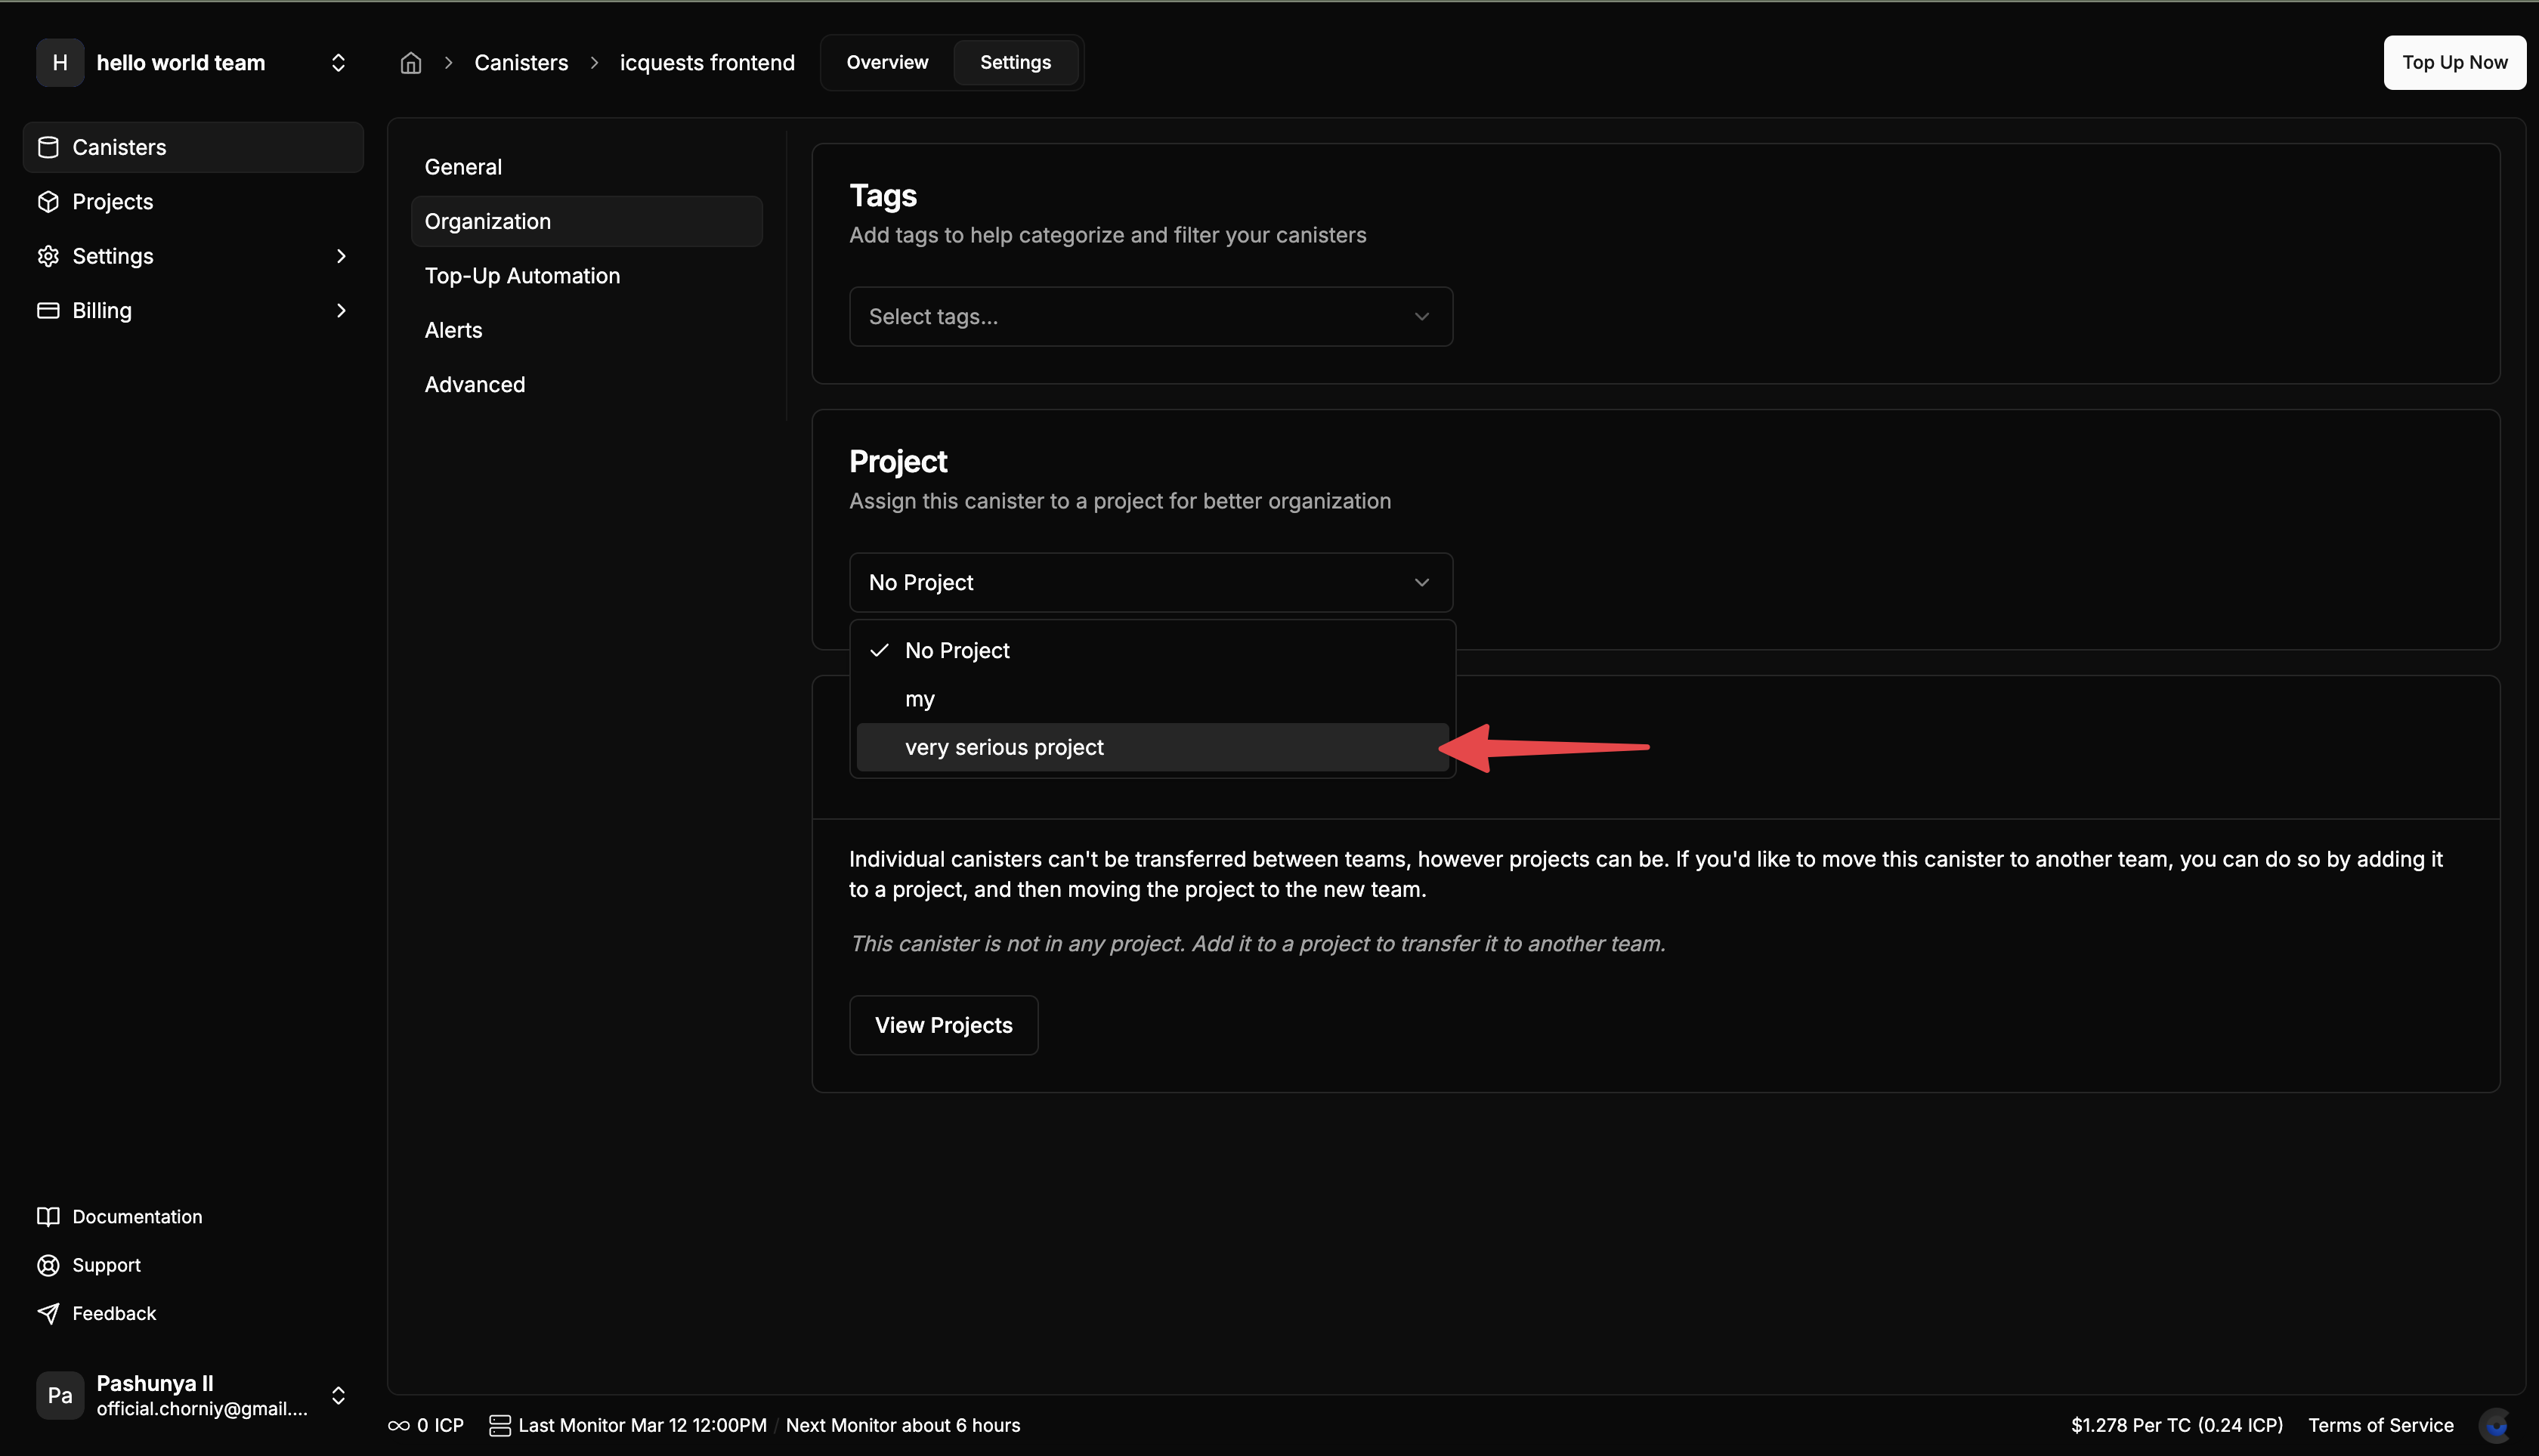 H
hello world team
Canisters
icquests frontend
Overview
Settings
Top Up Now
Canisters
Projects
Settings
Billing
General
Organization
Top-Up Automation
Alerts
Advanced
Tags
Add tags to help categorize and filter your canisters
Select tags...
Project
Assign this canister to a project for better organization
No Project
No Project
my
very serious project
Individual canisters can't be transferred between teams, however projects can be. If you'd like to move this canister to another team, you can do so by adding it
to a project, and then moving the project to the new team.
This canister is not in any project. Add it to a project to transfer it to another team.
View Projects
Documentation
Support
Feedback
Pa
Pashunya II
official.chorniy@gmail....
0 ICP
Last Monitor Mar 12 12:00PM / Next Monitor about 6 hours
$1.278 Per TC (0.24 ICP)
Terms of Service